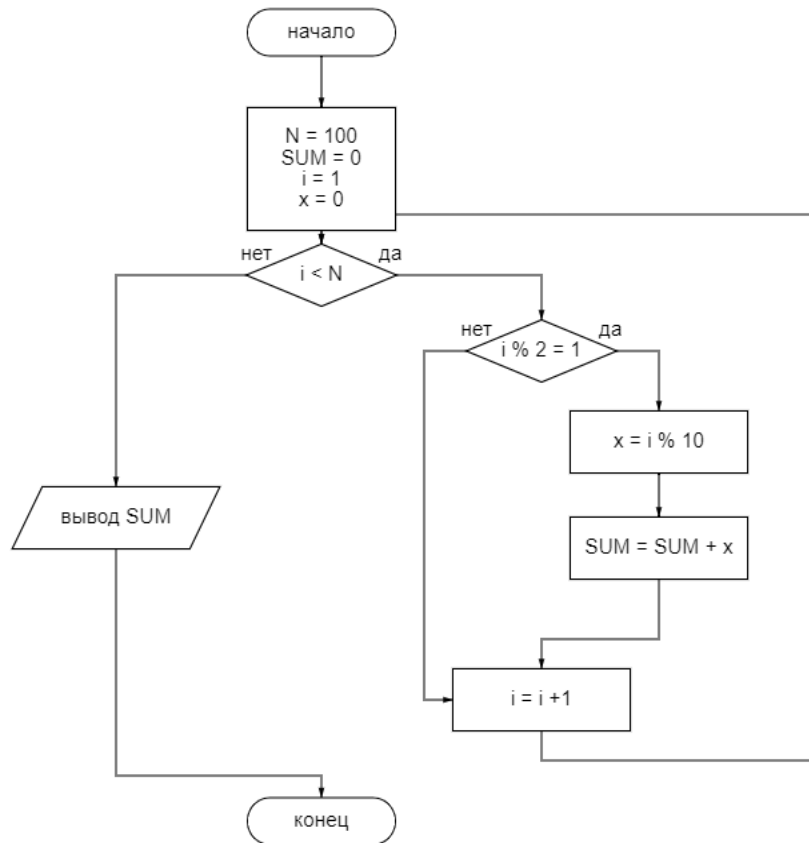 начало
N = 100
SUM = 0
i = 1
x = 0
нет
да
i < N
нет
да
i % 2 = 1
x = i % 10
вывод SUM
SUM = SUM + x
i = i +1
конец